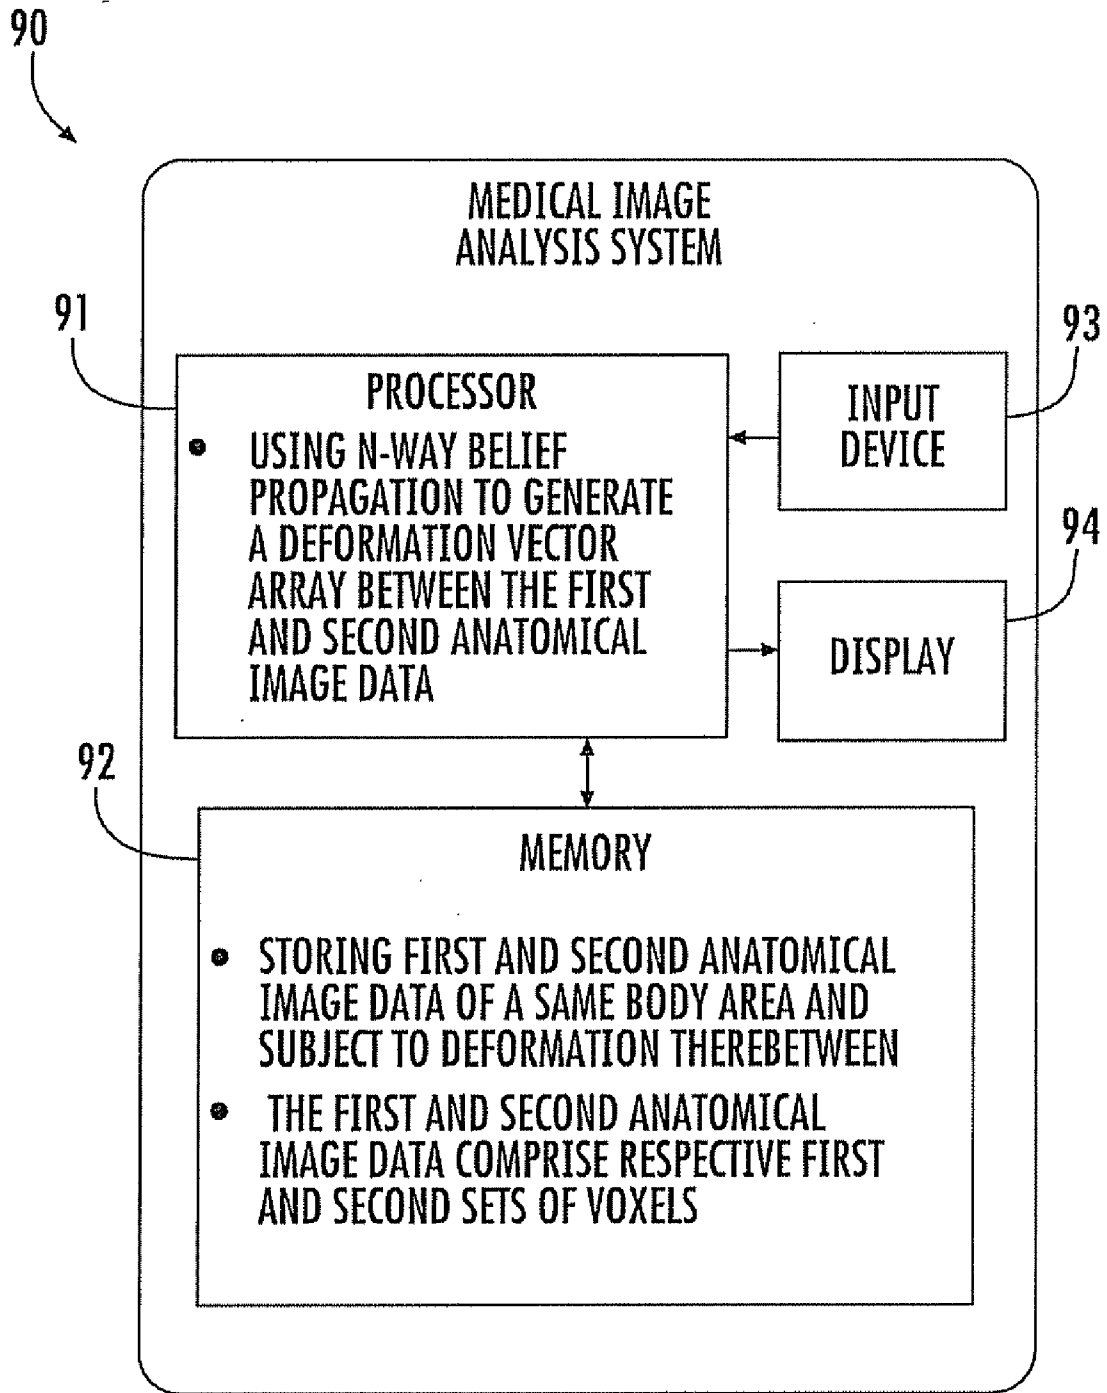 90
MEDICAL IMAGE
ANALYSIS SYSTEM
91
PROCESSOR
• USING N-WAY BELIEF
PROPAGATION TO GENERATE
A DEFORMATION VECTOR
ARRAY BETWEEN THE FIRST
AND SECOND ANATOMICAL
IMAGE DATA
93
INPUT
DEVICE
94
DISPLAY
92
MEMORY
• STORING FIRST AND SECOND ANATOMICAL
IMAGE DATA OF A SAME BODY AREA AND
SUBJECT TO DEFORMATION THEREBETWEEN
• THE FIRST AND SECOND ANATOMICAL
IMAGE DATA COMPRISE RESPECTIVE FIRST
AND SECOND SETS OF VOXELS